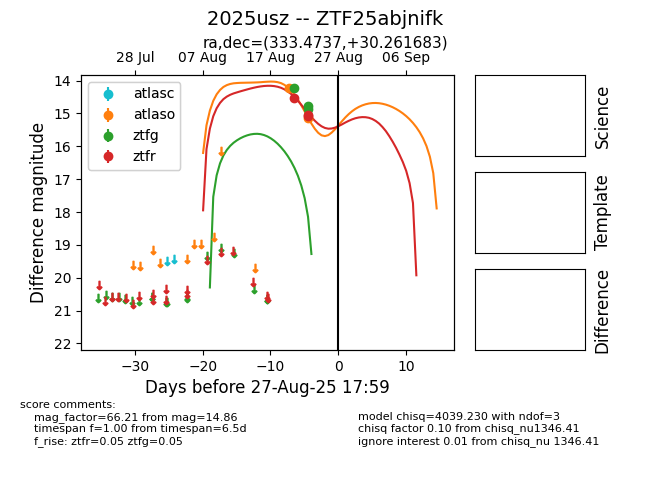 2025usz -- ZTF25abjnifk
ra,dec=(333.4737,+30.261683)
28 Jul 07 Aug 17 Aug 27 Aug 06 Sep
atlasc
atlaso
ztfg
ztfr
14
15
16
17
18
19
20
21
22
Difference magnitude
−30 −20 −10 0 10
Days before 27-Aug-25 17:59
Science
Template
Difference
score comments:
mag_factor=66.21 from mag=14.86
timespan f=1.00 from timespan=6.5d
f_rise: ztfr=0.05 ztfg=0.05
model chisq=4039.230 with ndof=3
chisq factor 0.10 from chisq_nu1346.41
ignore interest 0.01 from chisq_nu 1346.41